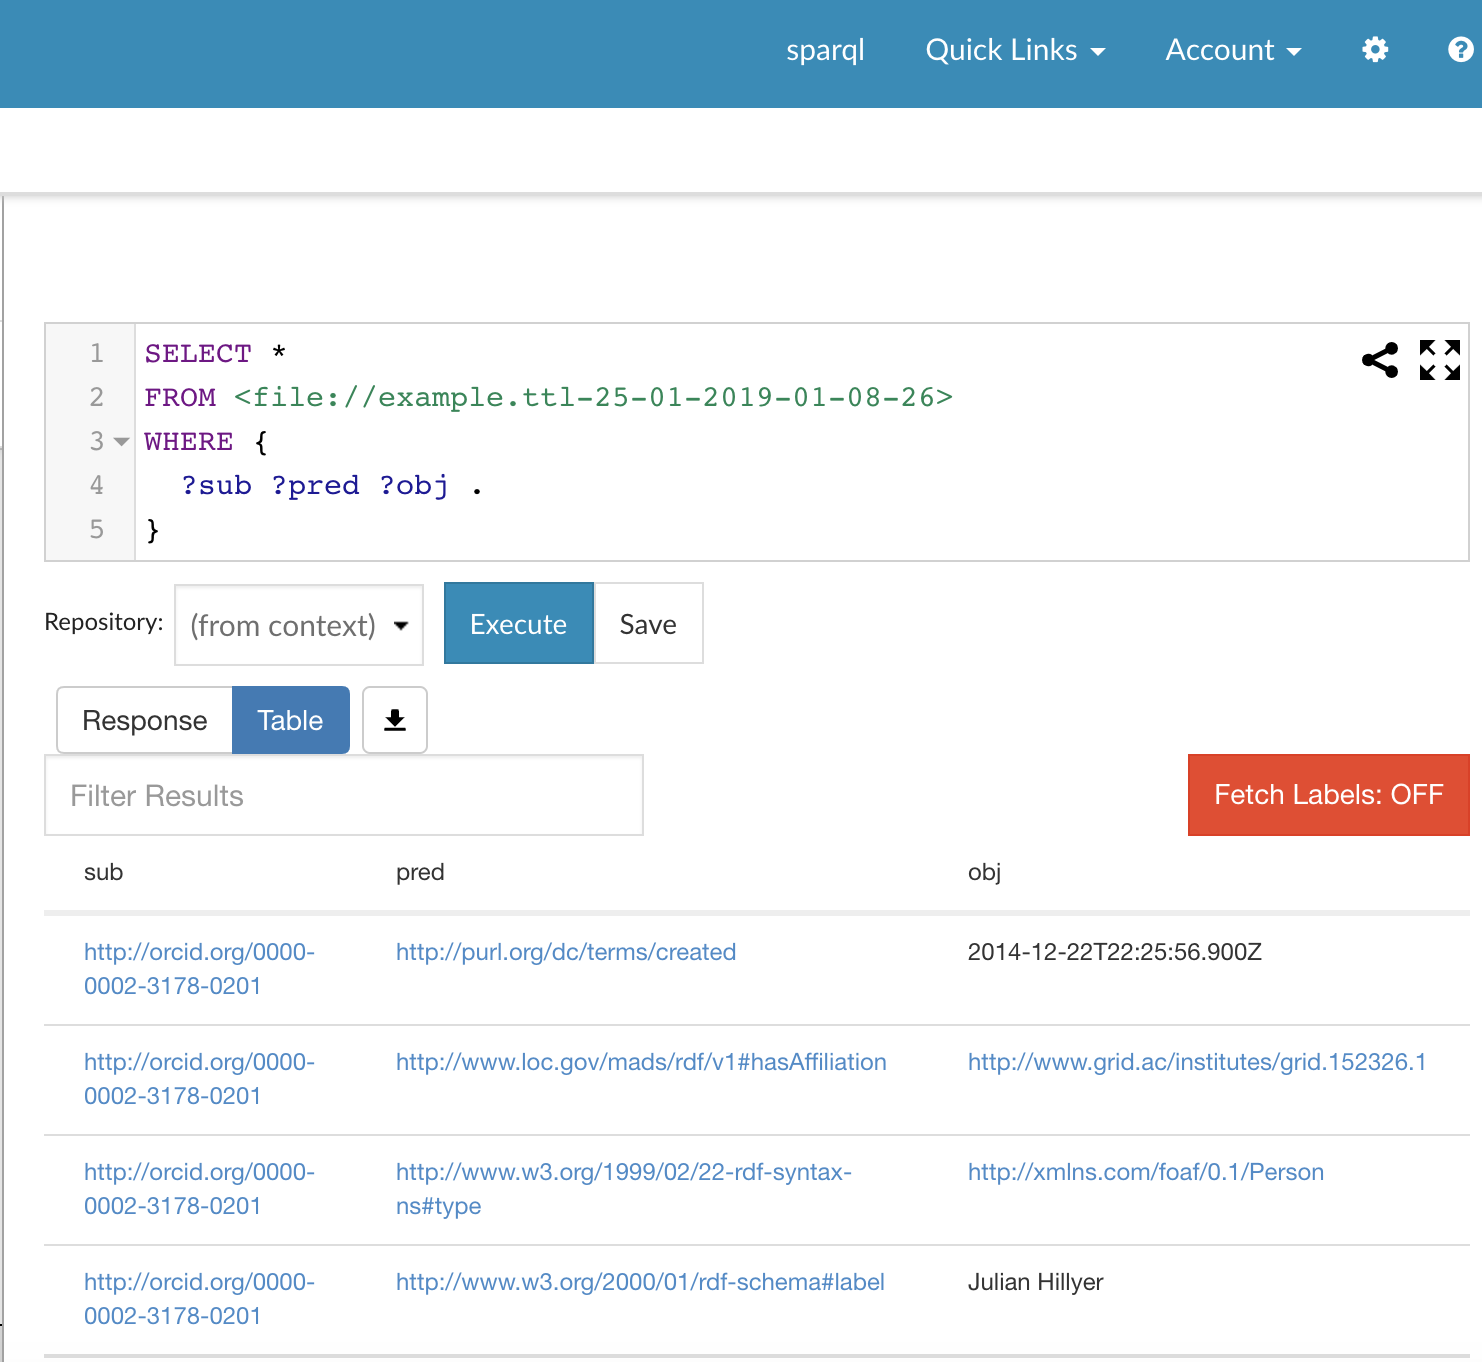 sparql Quick Links Account
1 SELECT *
2 FROM <file://example.ttl-25-01-2019-01-08-26>
3 WHERE {
4 ?sub ?pred ?obj .
5 }
Repository: (from context) Execute Save
Response Table
Filter Results Fetch Labels: OFF
sub pred obj
http://orcid.org/0000- http://purl.org/dc/terms/created 2014-12-22T22:25:56.900Z
0002-3178-0201
http://orcid.org/0000- http://www.loc.gov/mads/rdf/v1#hasAffiliation http://www.grid.ac/institutes/grid.152326.1
0002-3178-0201
http://orcid.org/0000- http://www.w3.org/1999/02/22-rdf-syntax- http://xmlns.com/foaf/0.1/Person
0002-3178-0201 ns#type
http://orcid.org/0000- http://www.w3.org/2000/01/rdf-schema#label Julian Hillyer
0002-3178-0201